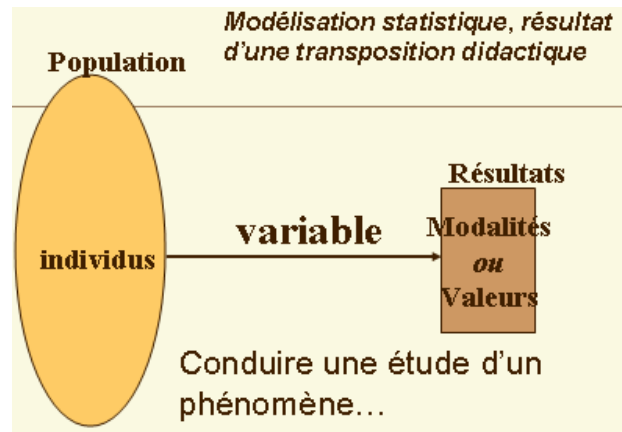 Modélisation statistique, résultat
d'une transposition didactique
Population
Résultats
variable
Modalités
individus
ou
Valeurs
Conduire une étude d'un
phénomène…